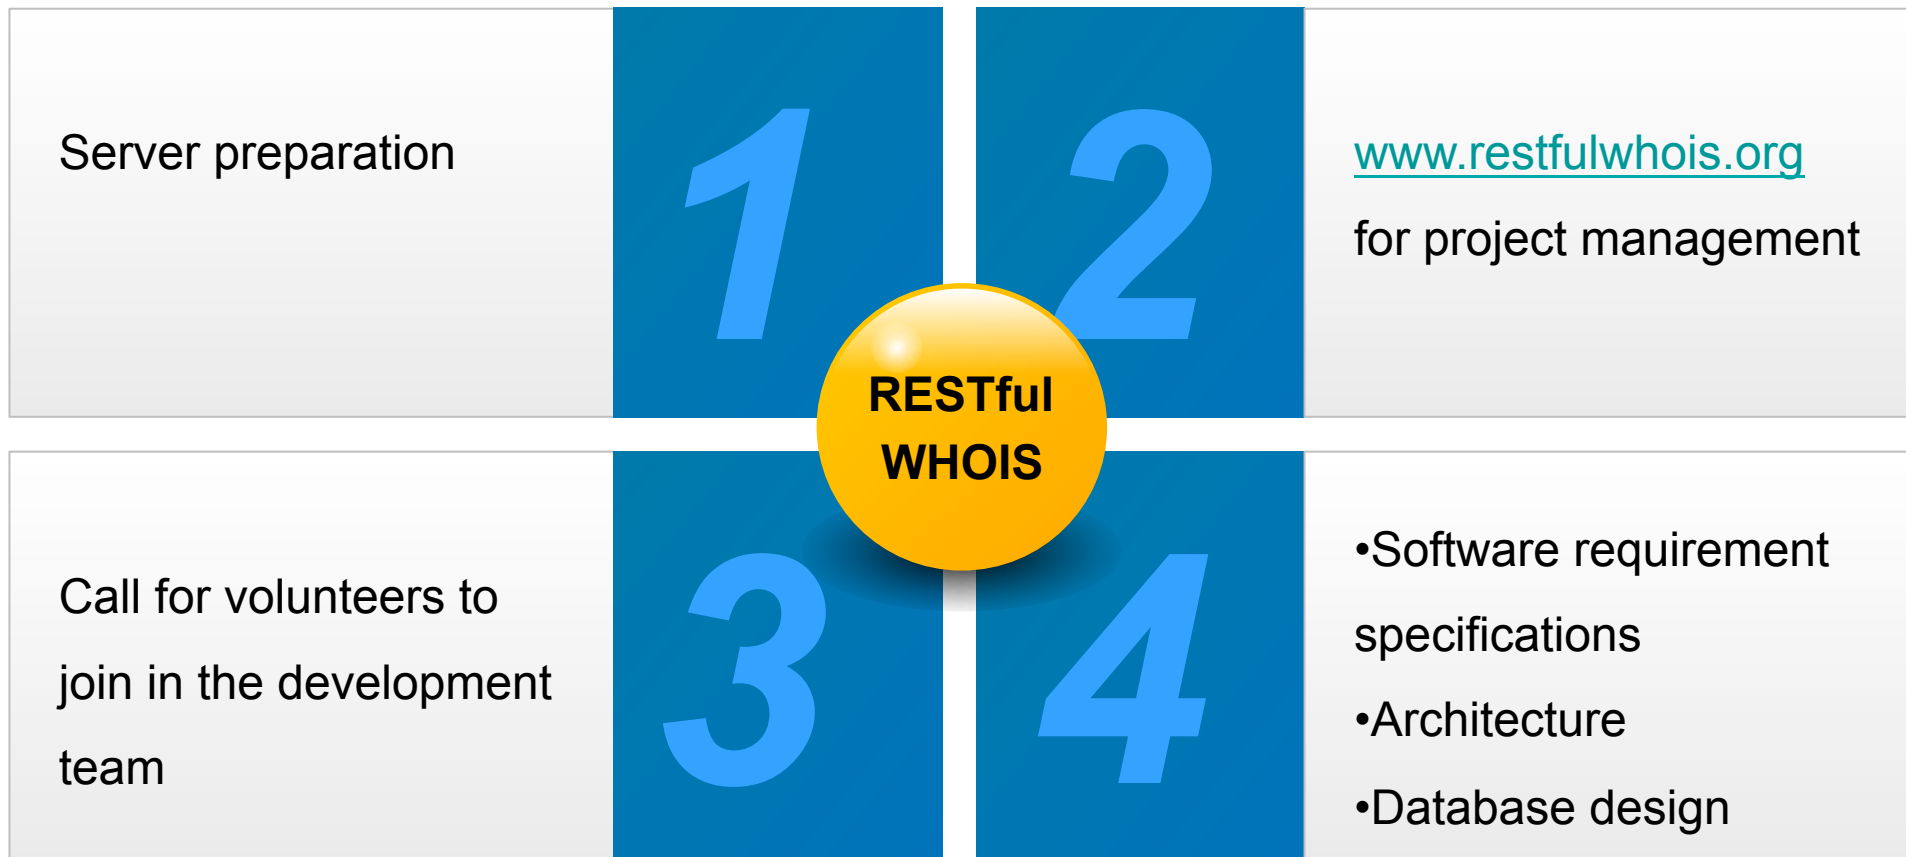 Server preparation
1
2
www.restfulwhois.org
for project management
RESTful
WHOIS
Call for volunteers to
join in the development
team
3
4
•Software requirement
specifications
•Architecture
•Database design